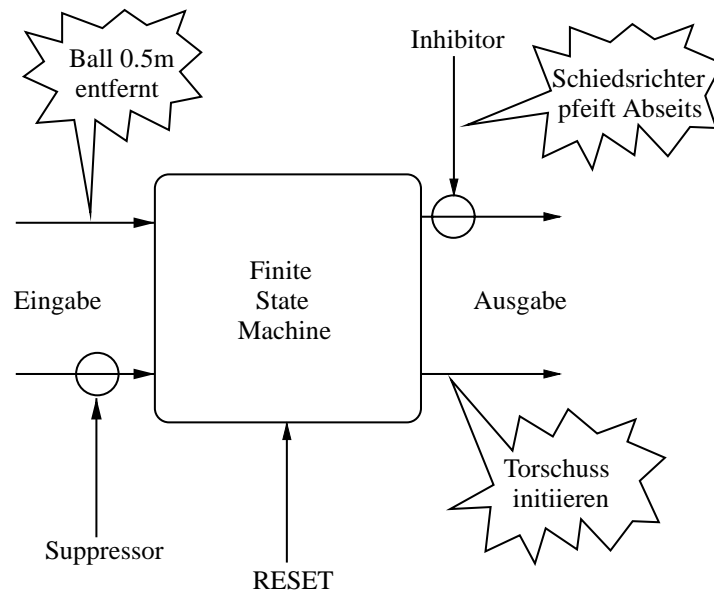 Ball 0.5m
entfernt
Inhibitor
Schiedsrichter
pfeift Abseits
Finite
State
Machine
Eingabe
Ausgabe
Torschuss
initiieren
Suppressor
RESET